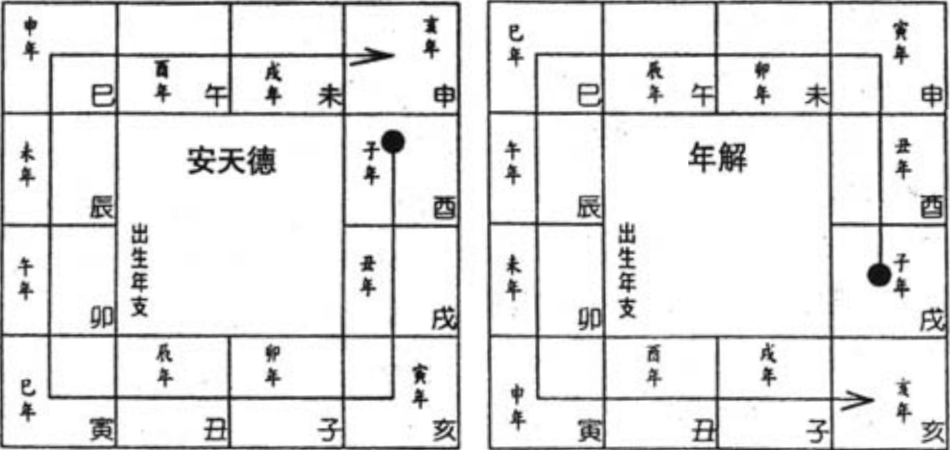 申年
巳
酉年
午
戌年
未
亥年
申
未年
辰
安天德
子年
酉
午年
卯
出生年支
丑年
戌
巳年
寅
辰年
丑
卯年
子
寅年
亥
巳年
巳
辰年
午
卯年
未
寅年
申
午年
辰
年解
丑年
酉
未年
卯
出生年支
子年
戌
申年
寅
酉年
丑
戌年
子
亥年
亥